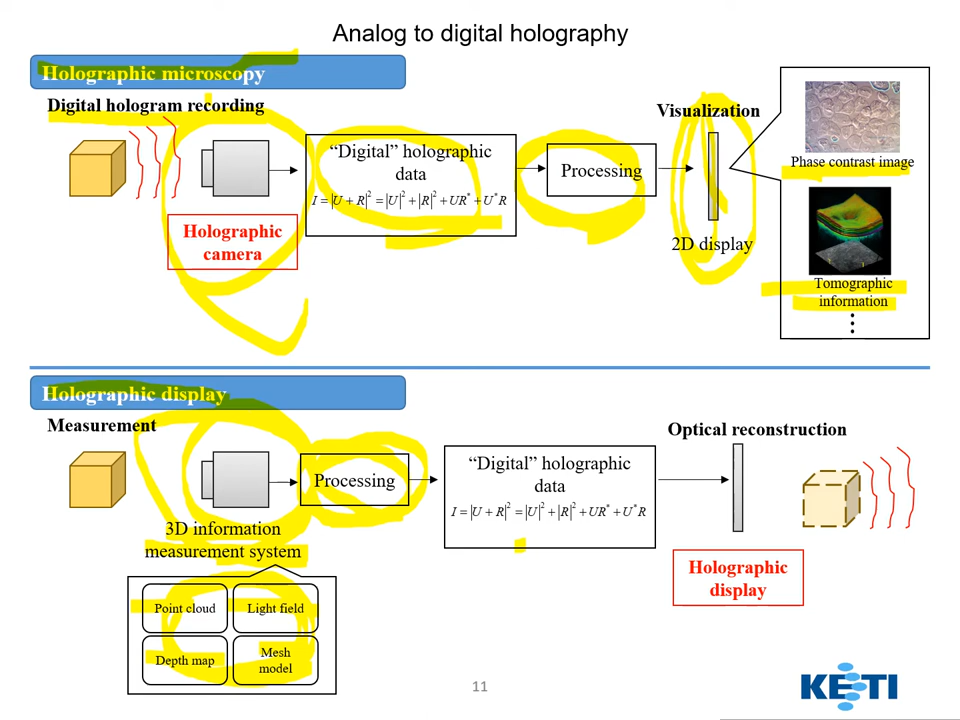 Analog to digital holography
Holographic microscopy
Digital hologram recording
Holographic
camera
“Digital” holographic
data
I = |U + R|² = |U|² + |R|² + UR* + U*R
Processing
Visualization
2D display
Phase contrast image
Tomographic
information
Holographic display
Measurement
3D information
measurement system
Point cloud
Light field
Depth map
Mesh
model
Processing
“Digital” holographic
data
I = |U + R|² = |U|² + |R|² + UR* + U*R
Optical reconstruction
Holographic
display
11
KETI